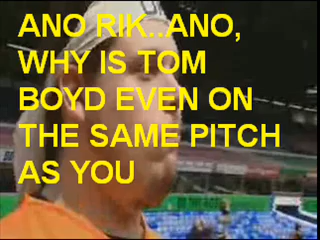 ANO RIK..ANO,
WHY IS TOM
BOYD EVEN ON
THE SAME PITCH
AS YOU